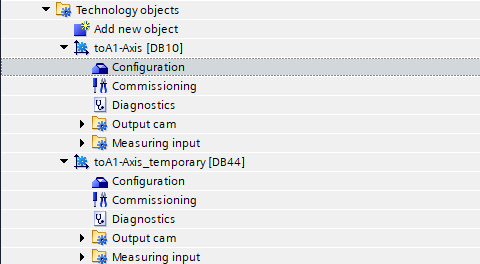 Technology objects
Add new object
toA1-Axis [DB10]
Configuration
Commissioning
Diagnostics
Output cam
Measuring input
toA1-Axis_temporary [DB44]
Configuration
Commissioning
Diagnostics
Output cam
Measuring input